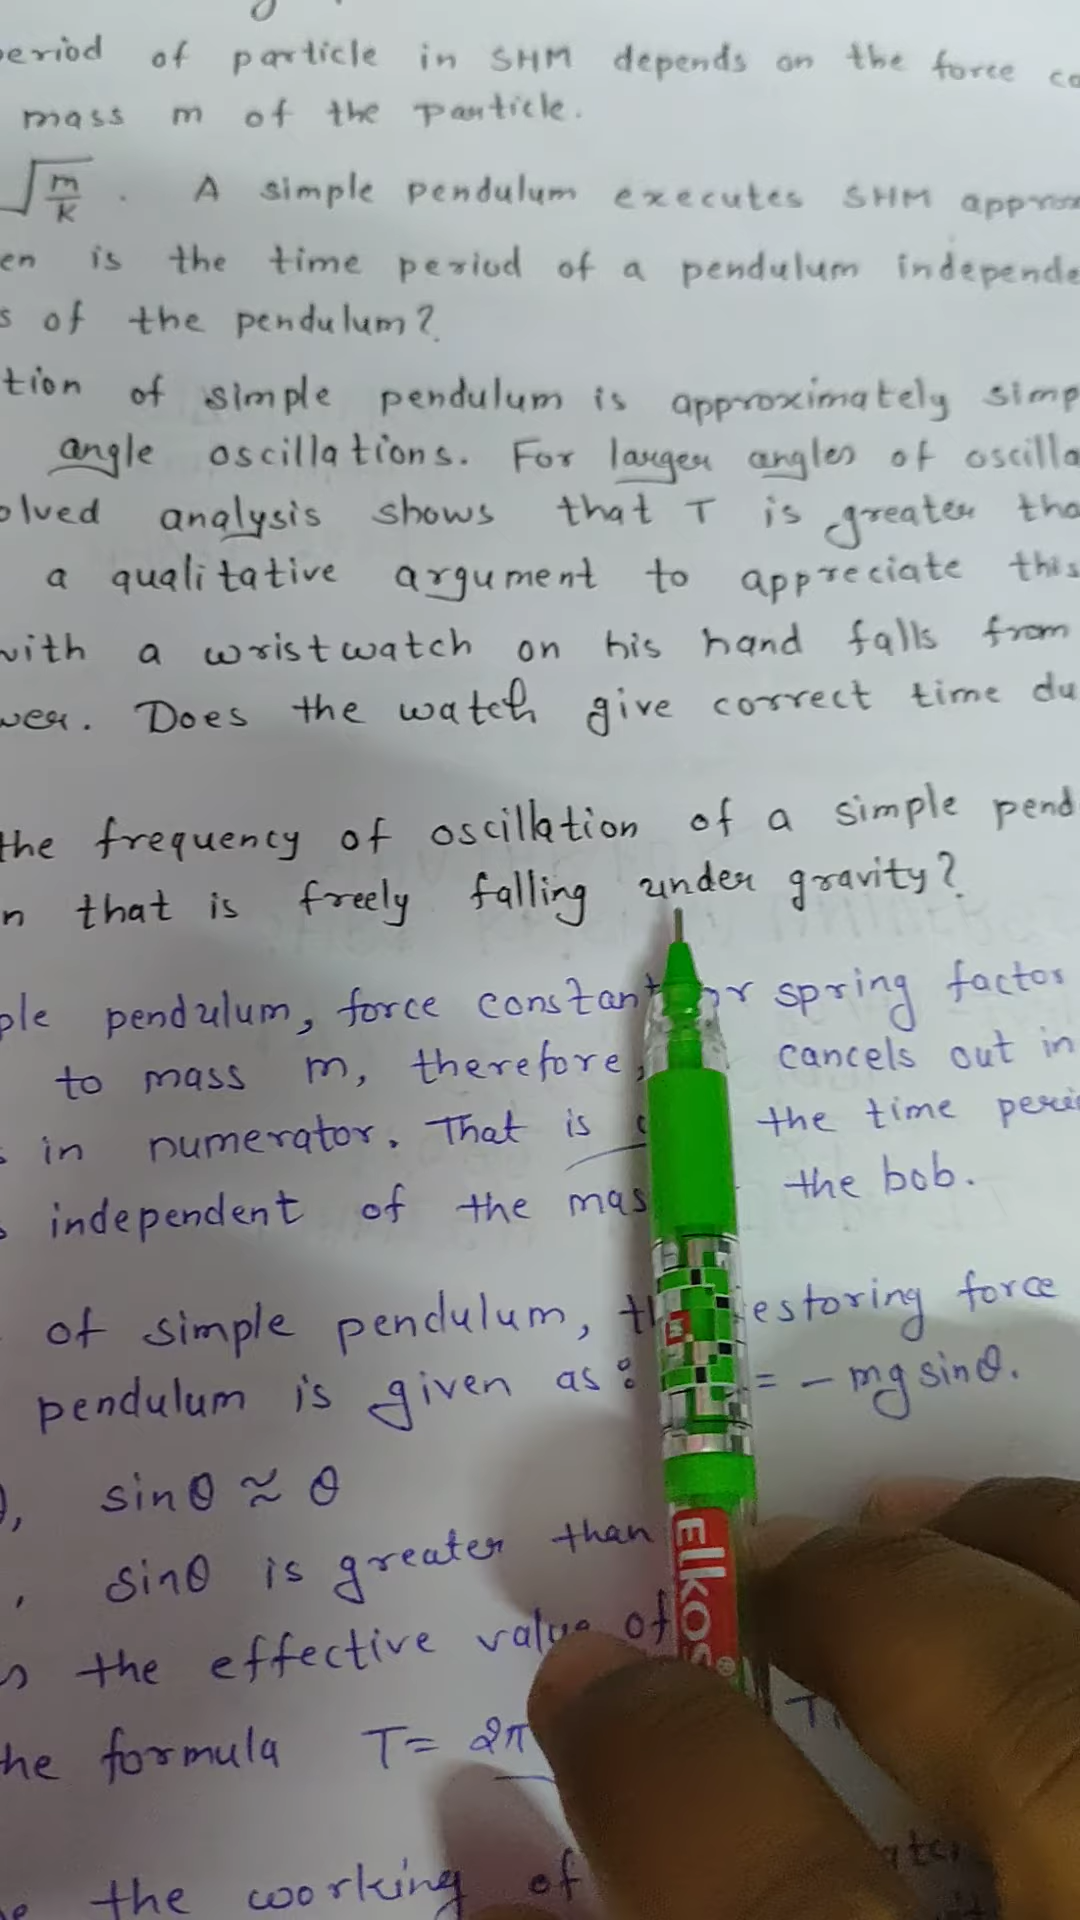 eriod of particle in SHM depends on the force co
mass m of the Particle.
√m/k . A simple pendulum executes SHM approx
en is the time period of a pendulum independe
s of the pendulum?
tion of simple pendulum is approximately simp
angle oscillations. For larger angles of oscilla
olved analysis shows that T is greater tha
a qualitative argument to appreciate this
with a wristwatch on his hand falls from
wer. Does the watch give correct time du
the frequency of oscillation of a simple pend
n that is freely falling under gravity?
ple pendulum, force constant or spring factor
to mass m, therefore, cancels out in
s in numerator. That is the time peri
independent of the mas the bob.
of simple pendulum, restoring force
pendulum is given as: = - mg sinθ.
sinθ ≈ θ
, sinθ is greater than
the effective value of
he formula T= 2π
the working of
elkos